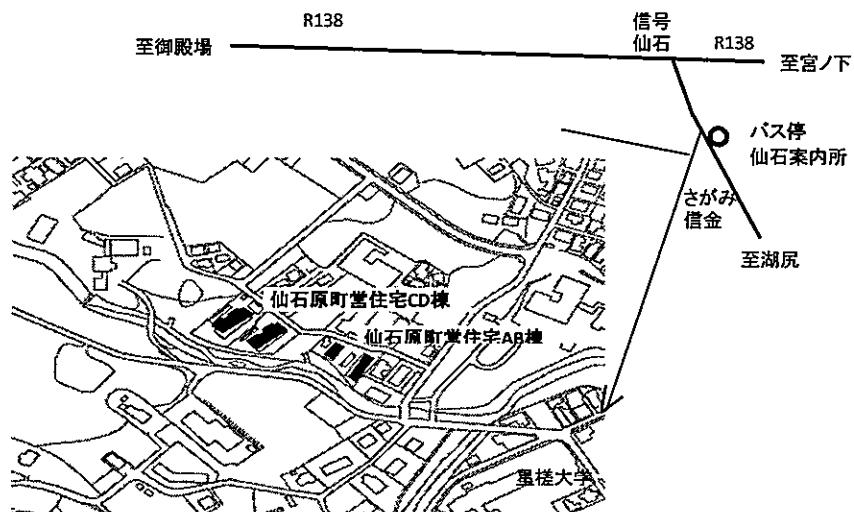 R138
信号
仙石
R138
至御殿場
至宮ノ下
バス停
仙石案内所
さがみ
信金
至湖尻
仙石原町営住宅CD棟
仙石原町営住宅AB棟
星槎大学